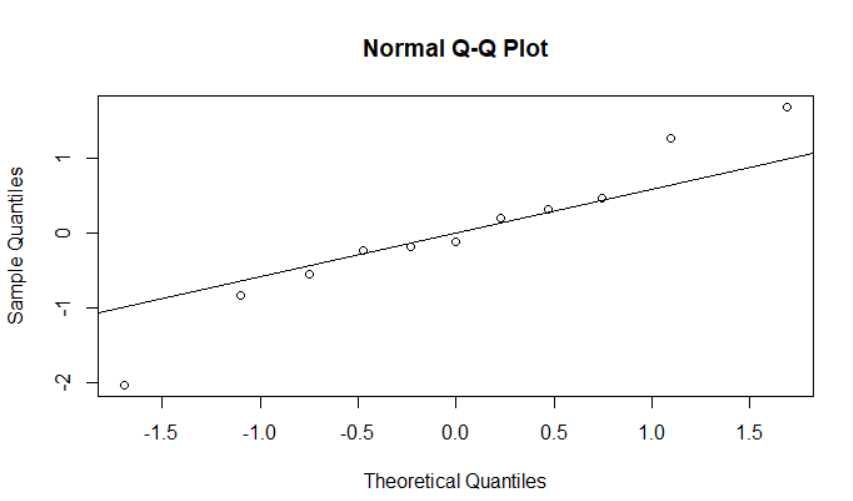 Normal Q-Q Plot
Sample Quantiles
1
0
-1
-2
-1.5 -1.0 -0.5 0.0 0.5 1.0 1.5
Theoretical Quantiles